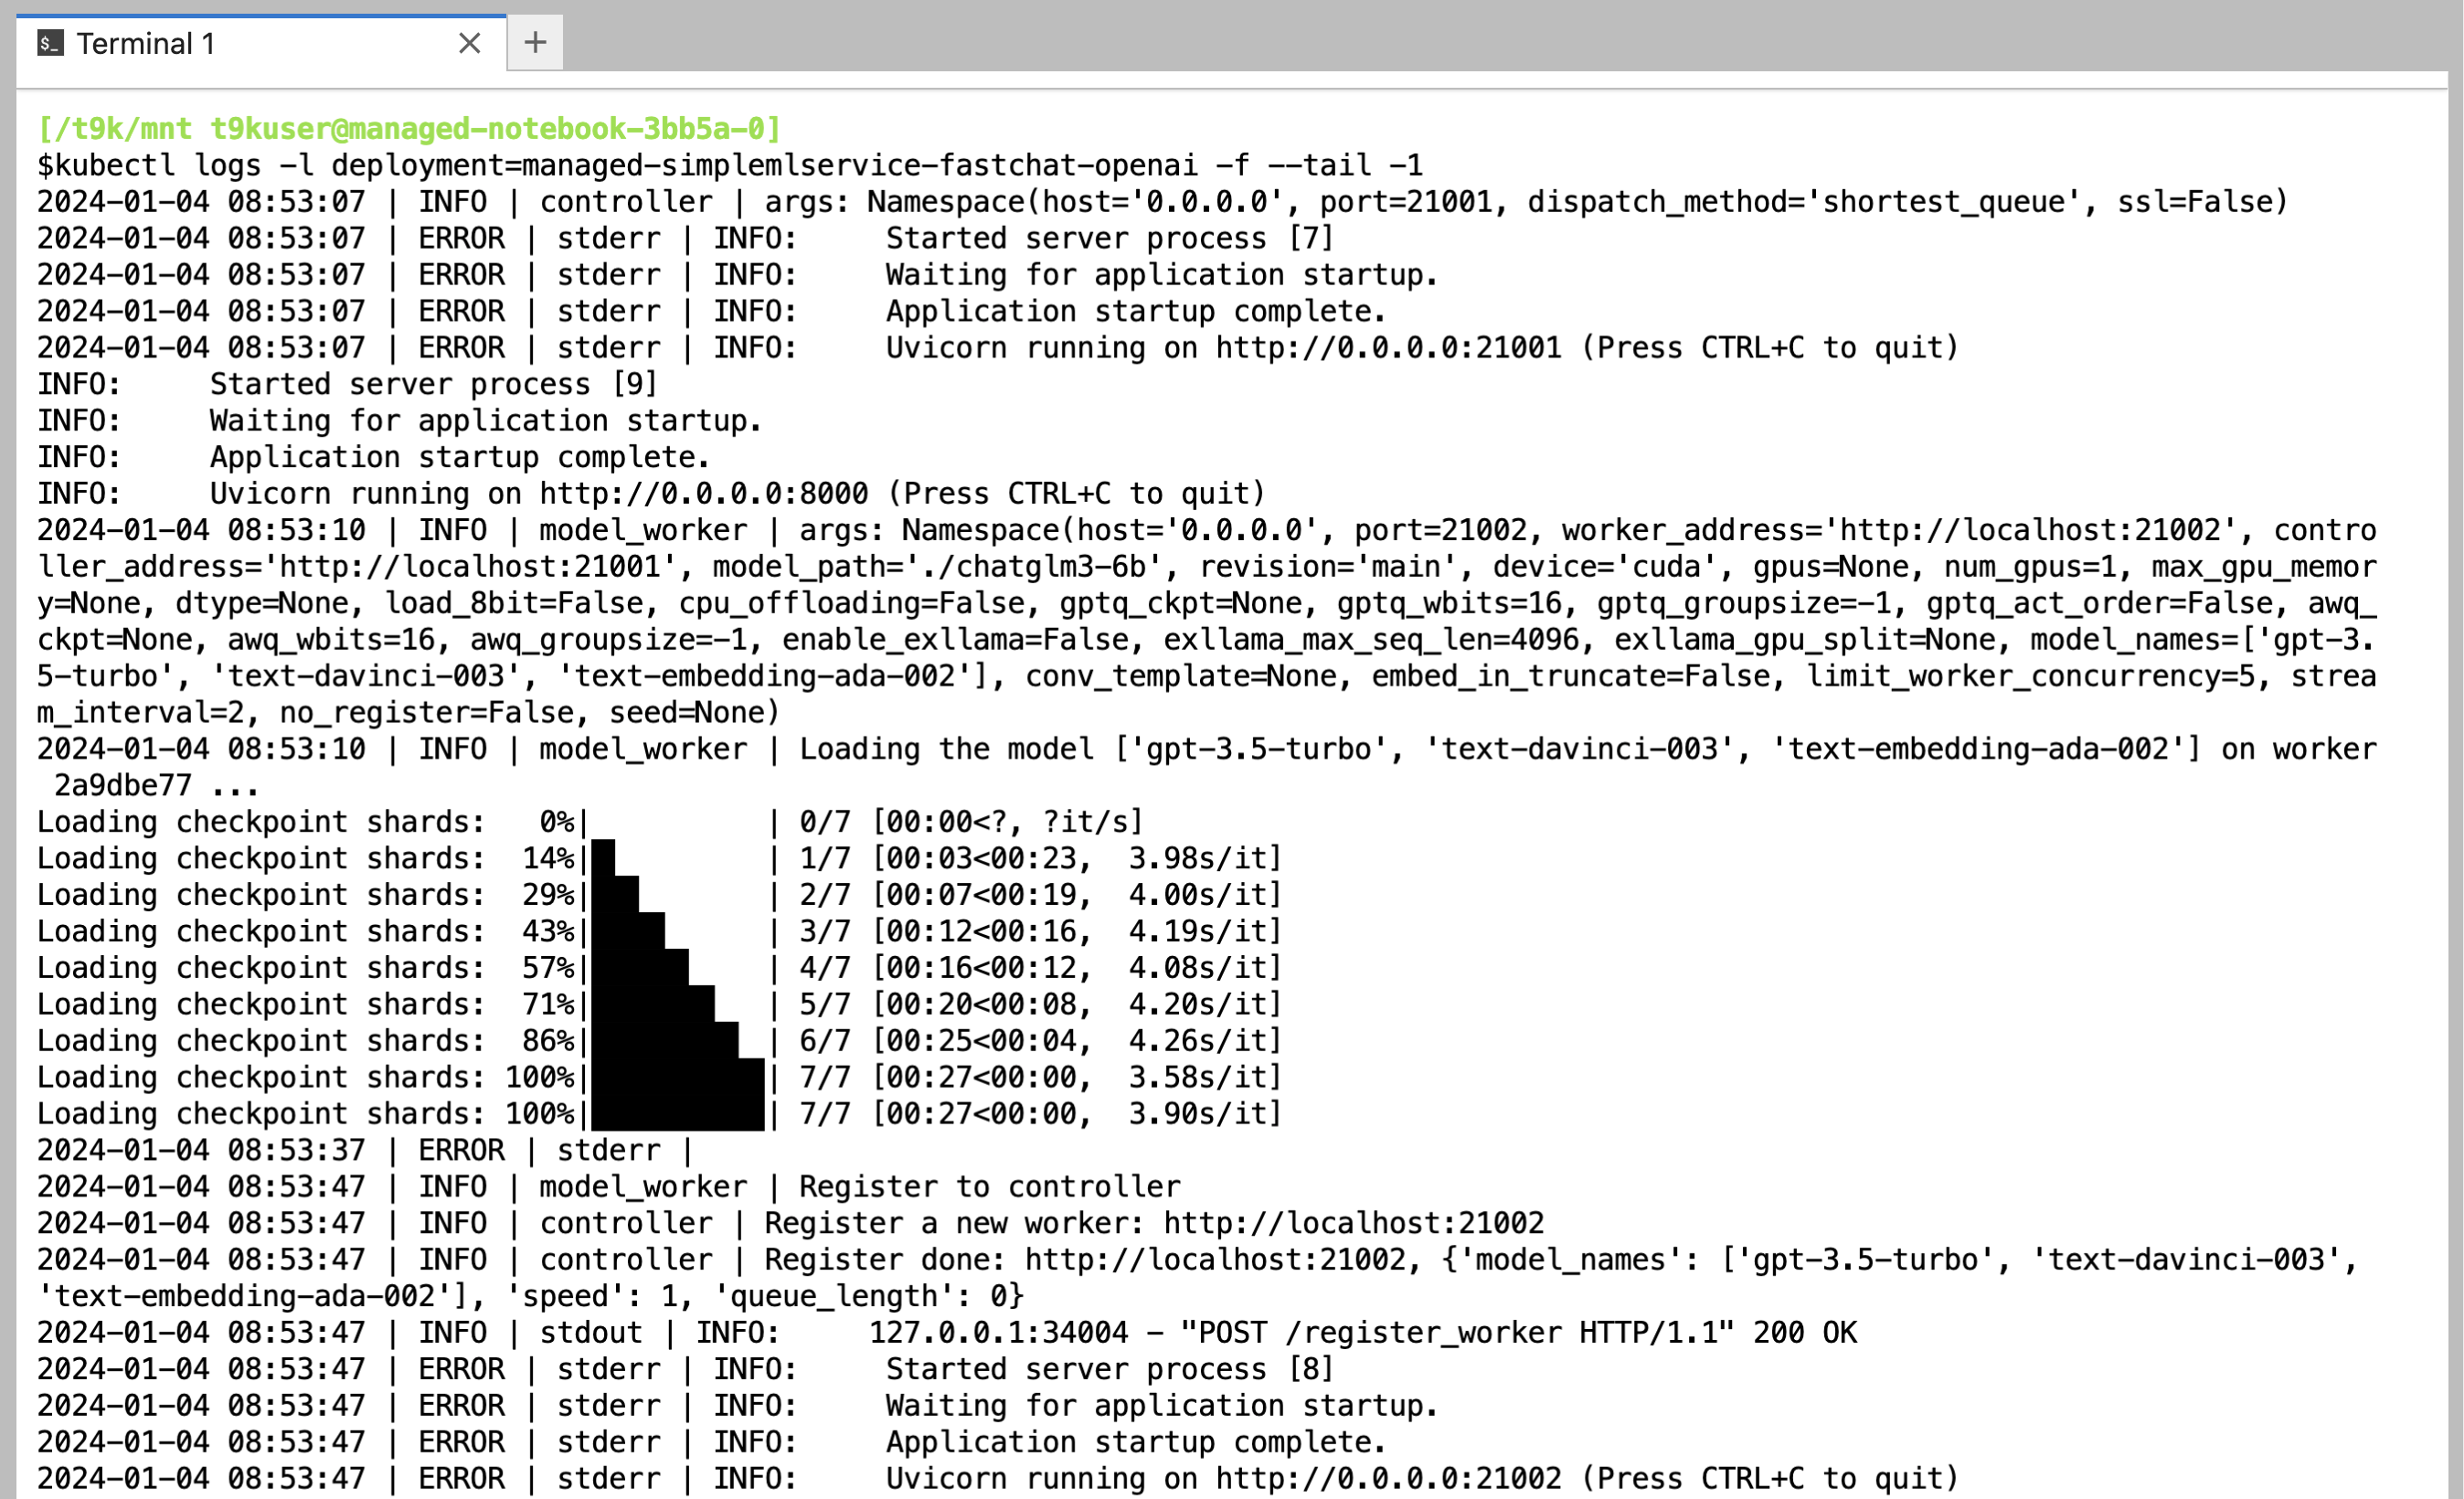 $_ Terminal 1
[/t9k/mnt t9kuser@managed-notebook-3bb5a-0]
$kubectl logs -l deployment=managed-simplemlservice-fastchat-openai -f --tail -1
2024-01-04 08:53:07 | INFO | controller | args: Namespace(host='0.0.0.0', port=21001, dispatch_method='shortest_queue', ssl=False)
2024-01-04 08:53:07 | ERROR | stderr | INFO:     Started server process [7]
2024-01-04 08:53:07 | ERROR | stderr | INFO:     Waiting for application startup.
2024-01-04 08:53:07 | ERROR | stderr | INFO:     Application startup complete.
2024-01-04 08:53:07 | ERROR | stderr | INFO:     Uvicorn running on http://0.0.0.0:21001 (Press CTRL+C to quit)
INFO:     Started server process [9]
INFO:     Waiting for application startup.
INFO:     Application startup complete.
INFO:     Uvicorn running on http://0.0.0.0:8000 (Press CTRL+C to quit)
2024-01-04 08:53:10 | INFO | model_worker | args: Namespace(host='0.0.0.0', port=21002, worker_address='http://localhost:21002', contro
ller_address='http://localhost:21001', model_path='./chatglm3-6b', revision='main', device='cuda', gpus=None, num_gpus=1, max_gpu_memor
y=None, dtype=None, load_8bit=False, cpu_offloading=False, gptq_ckpt=None, gptq_wbits=16, gptq_groupsize=-1, gptq_act_order=False, awq_
ckpt=None, awq_wbits=16, awq_groupsize=-1, enable_exllama=False, exllama_max_seq_len=4096, exllama_gpu_split=None, model_names=['gpt-3.
5-turbo', 'text-davinci-003', 'text-embedding-ada-002'], conv_template=None, embed_in_truncate=False, limit_worker_concurrency=5, strea
m_interval=2, no_register=False, seed=None)
2024-01-04 08:53:10 | INFO | model_worker | Loading the model ['gpt-3.5-turbo', 'text-davinci-003', 'text-embedding-ada-002'] on worker
 2a9dbe77 ...
Loading checkpoint shards:   0%|          | 0/7 [00:00<?, ?it/s]
Loading checkpoint shards:  14%|          | 1/7 [00:03<00:23,  3.98s/it]
Loading checkpoint shards:  29%|          | 2/7 [00:07<00:19,  4.00s/it]
Loading checkpoint shards:  43%|          | 3/7 [00:12<00:16,  4.19s/it]
Loading checkpoint shards:  57%|          | 4/7 [00:16<00:12,  4.08s/it]
Loading checkpoint shards:  71%|          | 5/7 [00:20<00:08,  4.20s/it]
Loading checkpoint shards:  86%|          | 6/7 [00:25<00:04,  4.26s/it]
Loading checkpoint shards: 100%|          | 7/7 [00:27<00:00,  3.58s/it]
Loading checkpoint shards: 100%|          | 7/7 [00:27<00:00,  3.90s/it]
2024-01-04 08:53:37 | ERROR | stderr |
2024-01-04 08:53:47 | INFO | model_worker | Register to controller
2024-01-04 08:53:47 | INFO | controller | Register a new worker: http://localhost:21002
2024-01-04 08:53:47 | INFO | controller | Register done: http://localhost:21002, {'model_names': ['gpt-3.5-turbo', 'text-davinci-003',
'text-embedding-ada-002'], 'speed': 1, 'queue_length': 0}
2024-01-04 08:53:47 | INFO | stdout | INFO:     127.0.0.1:34004 - "POST /register_worker HTTP/1.1" 200 OK
2024-01-04 08:53:47 | ERROR | stderr | INFO:     Started server process [8]
2024-01-04 08:53:47 | ERROR | stderr | INFO:     Waiting for application startup.
2024-01-04 08:53:47 | ERROR | stderr | INFO:     Application startup complete.
2024-01-04 08:53:47 | ERROR | stderr | INFO:     Uvicorn running on http://0.0.0.0:21002 (Press CTRL+C to quit)